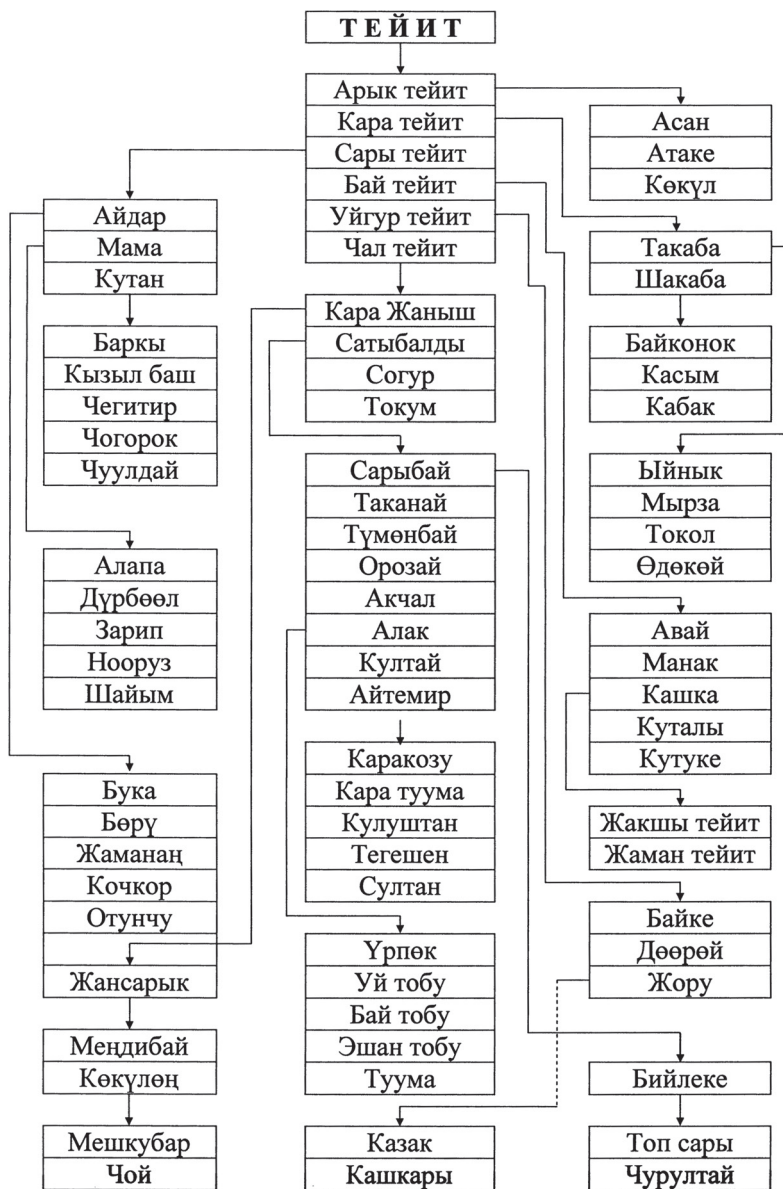 ТЕЙИТ
Арык тейит
Кара тейит
Сары тейит
Бай тейит
Уйгур тейит
Чал тейит
Асан
Атаке
Көкүл
Айдар
Мама
Кутан
Такаба
Шакаба
Баркы
Кызыл баш
Чегитир
Чогорок
Чуулдай
Кара Жаныш
Сатыбалды
Согур
Токум
Байконок
Касым
Кабак
Сарыбай
Таканай
Түмөнбай
Орозай
Акчал
Алак
Култай
Айтемир
Ыйнык
Мырза
Токол
Өдөкөй
Алапа
Дүрбөөл
Зарип
Нооруз
Шайым
Авай
Манак
Кашка
Куталы
Кутуке
Каракозу
Кара туума
Кулуштан
Тегешен
Султан
Жакшы тейит
Жаман тейит
Бука
Бөрү
Жаманаң
Кочкор
Отунчу
Жансарык
Байке
Дөөрөй
Жору
Үрпөк
Уй тобу
Бай тобу
Эшан тобу
Туума
Меңдибай
Көкүлөң
Бийлеке
Мешкубар
Чой
Казак
Кашкары
Топ сары
Чурултай